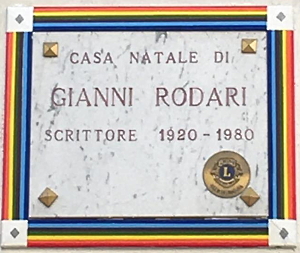 CASA NATALE DI
GIANNI RODARI
SCRITTORE 1920-1980
L